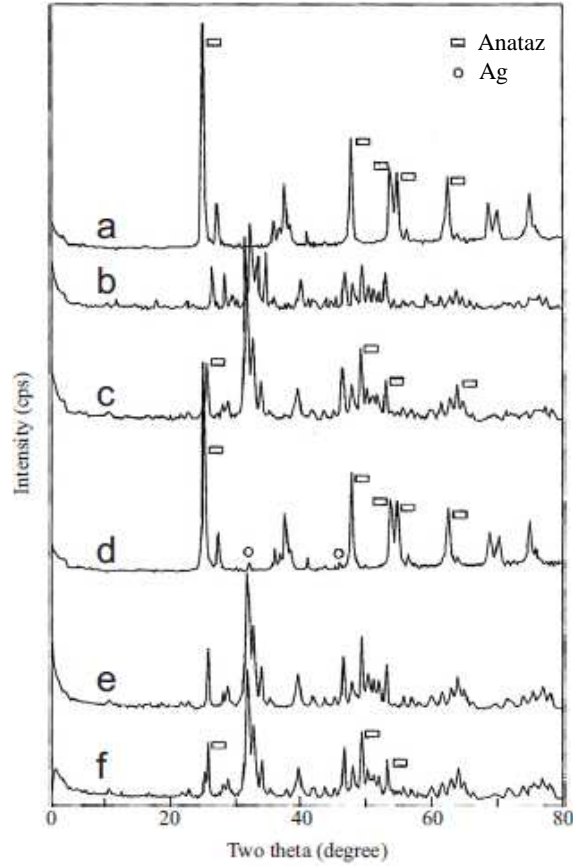 Anataz
Ag
a
b
c
d
e
f
Intensity (cps)
0 20 40 60 80
Two theta (degree)